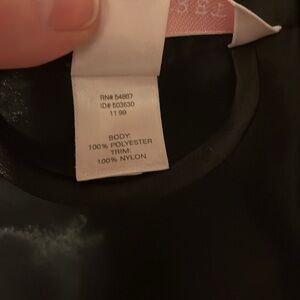 RN# 54867
ID# 503630
11 99
BODY:
100% POLYESTER
TRIM:
100% NYLON